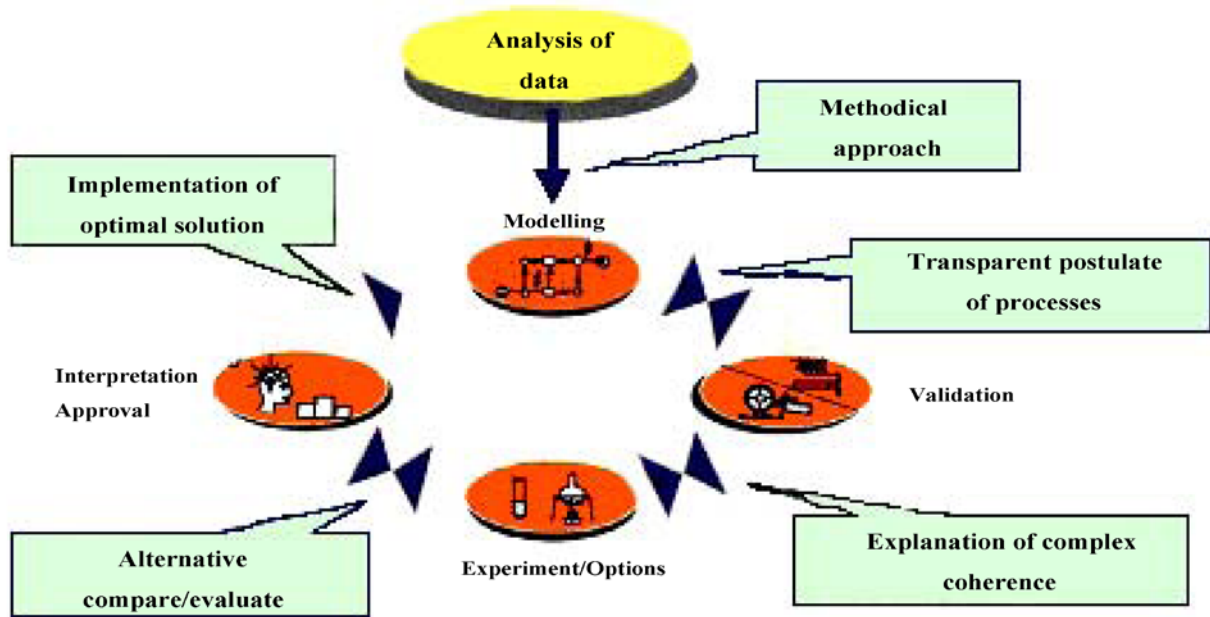 Analysis of
data
Methodical
approach
Implementation of
optimal solution
Modelling
Transparent postulate
of processes
Interpretation
Approval
Validation
Alternative
compare/evaluate
Experiment/Options
Explanation of complex
coherence